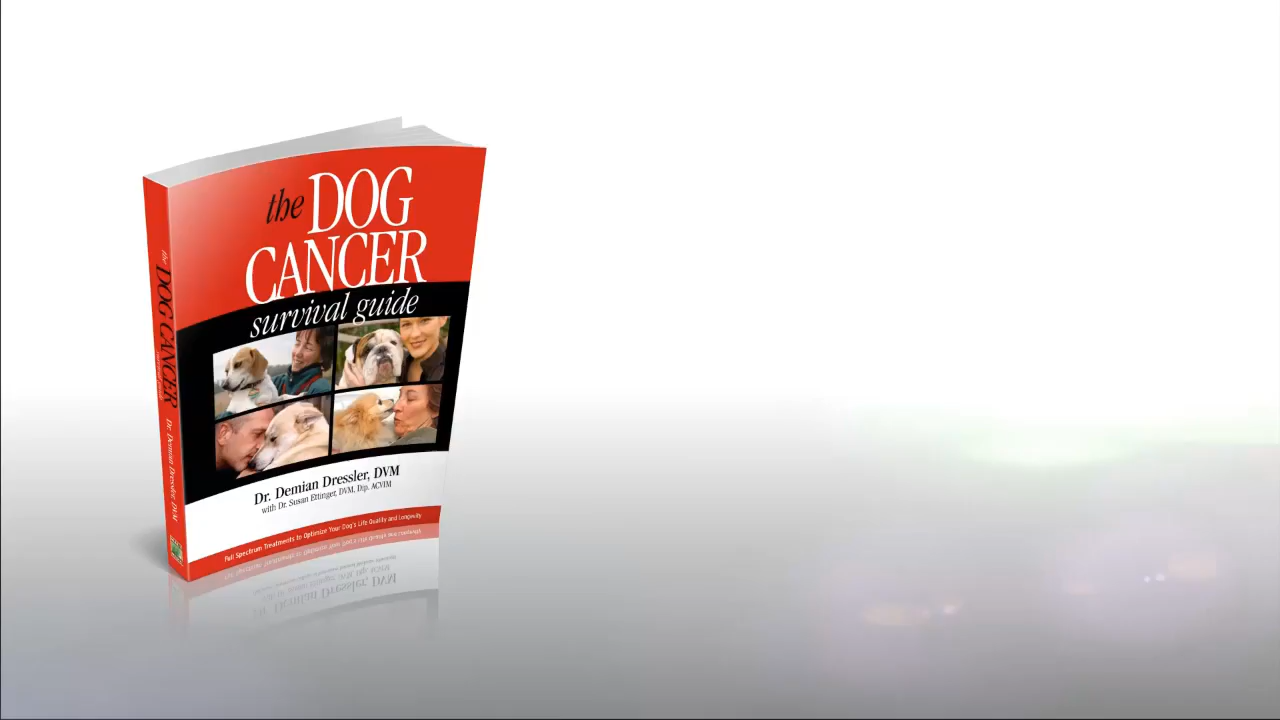 the DOG
CANCER
survival guide
Dr. Demian Dressler, DVM
with Dr. Susan Ettinger, DVM, Dip. ACVIM
Full Spectrum Treatments to Optimize Your Dog's Life Quality and Longevity
the DOG CANCER
Dr. Demian Dressler, DVM